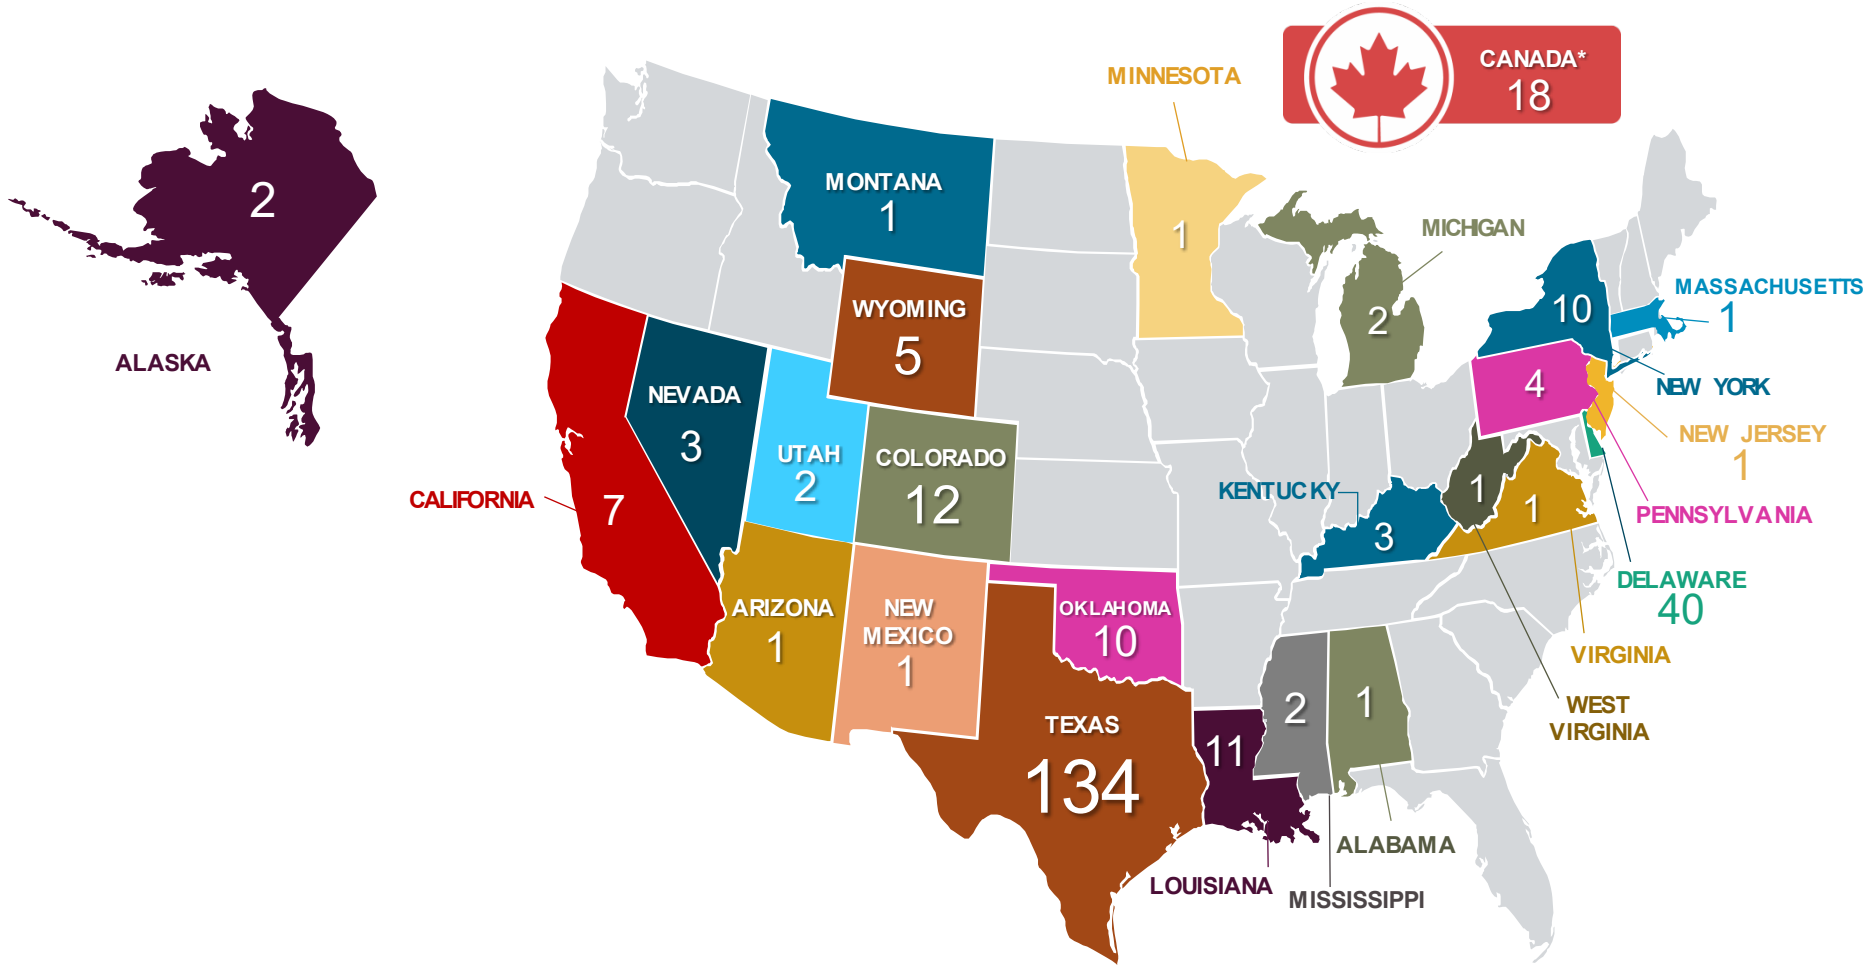 CANADA*
18
MINNESOTA
1
MONTANA
1
2
ALASKA
MICHIGAN
2
WYOMING
5
10
NEW YORK
MASSACHUSETTS
1
NEVADA
3
4
PENNSYLVANIA
NEW JERSEY
1
UTAH
2
COLORADO
12
CALIFORNIA
7
KENTUCKY
3
1
WEST
VIRGINIA
1
VIRGINIA
DELAWARE
40
ARIZONA
1
NEW
MEXICO
1
OKLAHOMA
10
TEXAS
134
11
LOUISIANA
2
MISSISSIPPI
1
ALABAMA